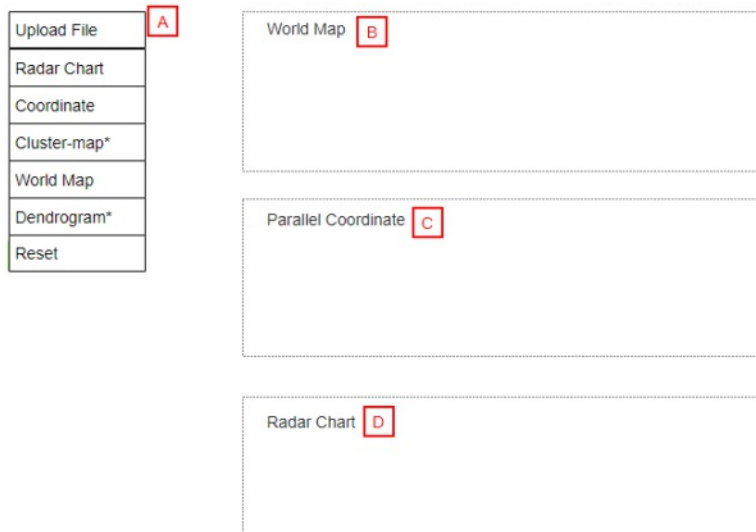 Upload File
A
Radar Chart
Coordinate
Cluster-map*
World Map
Dendrogram*
Reset
World Map B
Parallel Coordinate C
Radar Chart D